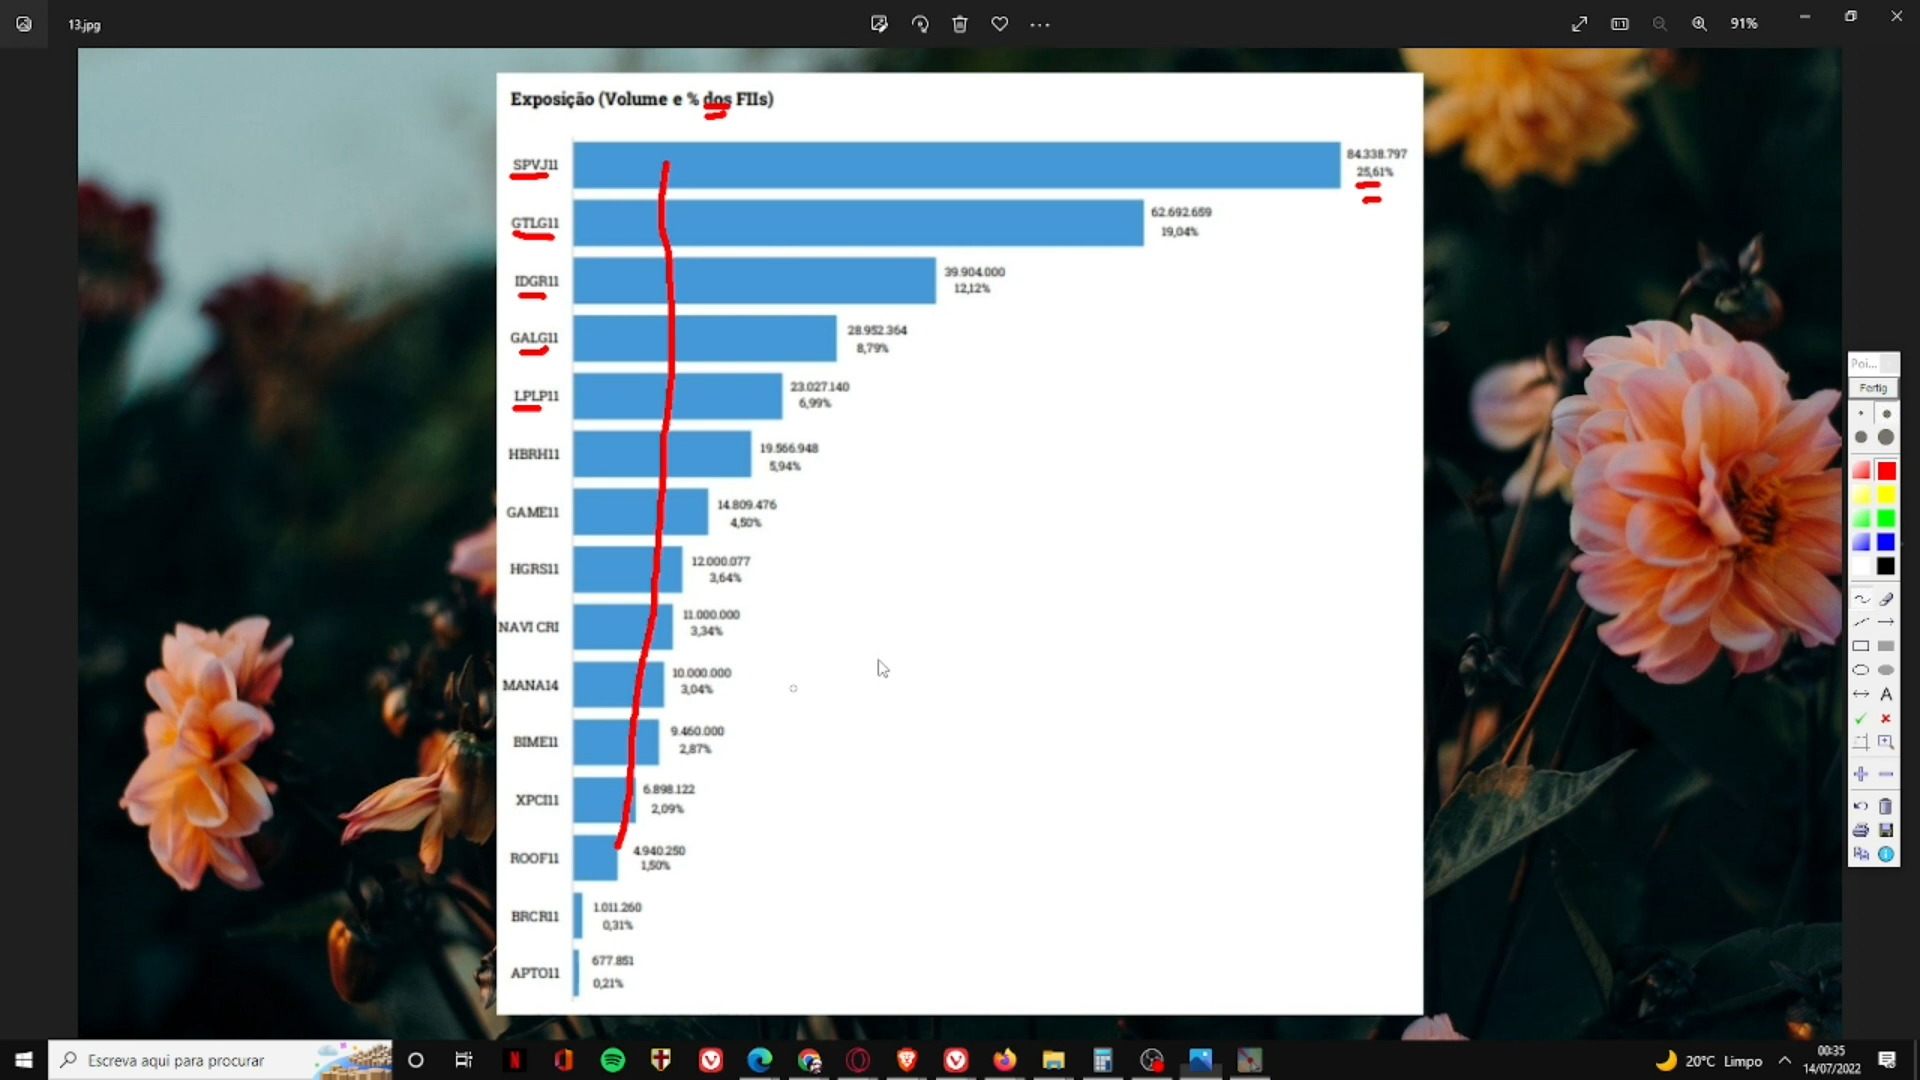 13.jpg
91%
Exposição (Volume e % dos FIIs)
SPVJ11
84.338.797
25,61%
GTLG11
62.692.659
19,04%
IDGR11
39.904.000
12,12%
GALG11
28.952.364
8,79%
LPLP11
23.027.140
6,99%
HBRH11
19.566.948
5,94%
GAME11
14.809.476
4,50%
HGRS11
12.000.077
3,64%
NAVI CRI
11.000.000
3,34%
MANA14
10.000.000
3,04%
BIME11
9.460.000
2,87%
XPCI11
6.898.122
2,09%
ROOF11
4.940.250
1,50%
BRCR11
1.011.260
0,31%
APTO11
677.851
0,21%
Poi...
Fertig
A
Escreva aqui para procurar
20°C Limpo
00:35
14/07/2022